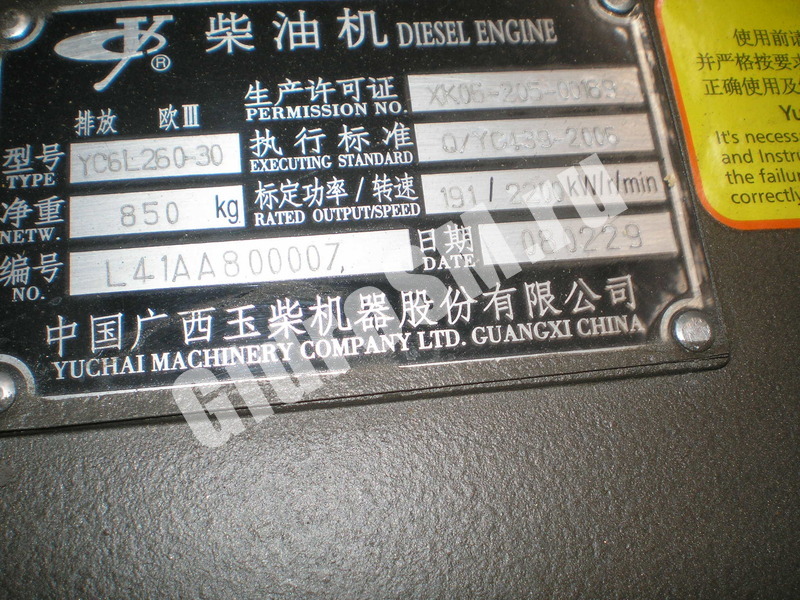 柴油机 DIESEL ENGINE
®
排放 欧III
生产许可证 XK06-205-00169
PERMISSION NO.
型号 YC6L260-30
TYPE
执行标准 Q/YC439-2006
EXECUTING STANDARD
净重 850 kg
NETW.
标定功率/转速 191/2200kW/r/min
RATED OUTPUT/SPEED
编号 L41AA800007,
NO.
日期 080229
DATE
中国广西玉柴机器股份有限公司
YUCHAI MACHINERY COMPANY LTD. GUANGXI CHINA
使用前请
并严格按要求
正确使用及
Yu
It's necess
and Instru
the failur
correctly
Glu-SM.ru